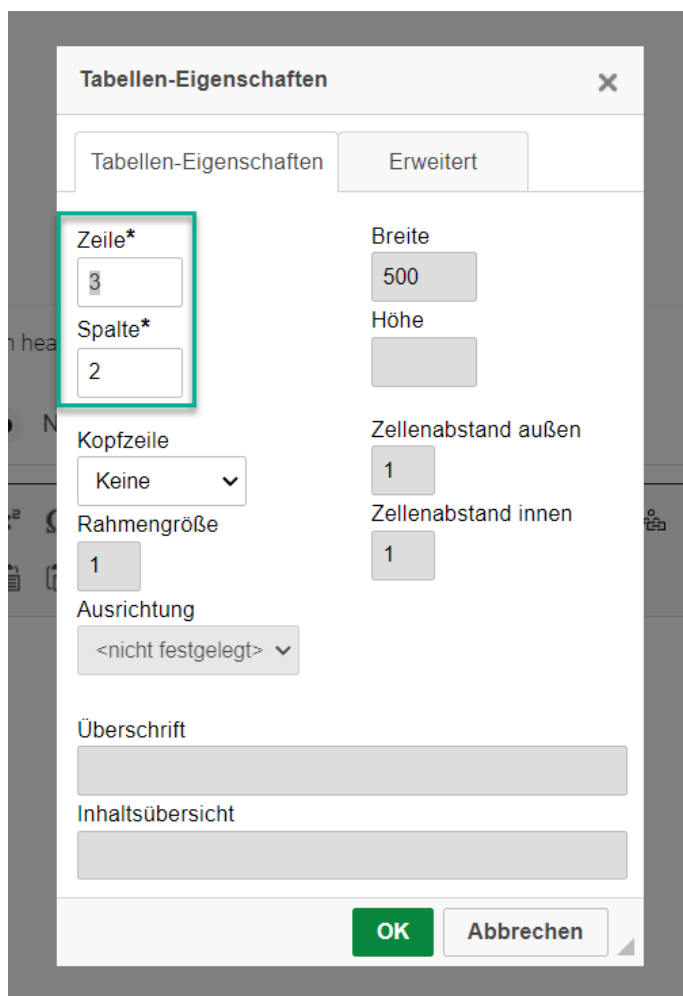 Tabellen-Eigenschaften
Tabellen-Eigenschaften Erweitert
Zeile*
3
Spalte*
2
Breite
500
Höhe
Kopfzeile
Keine
Zellenabstand außen
1
Rahmengröße
1
Zellenabstand innen
1
Ausrichtung
<nicht festgelegt>
Überschrift
Inhaltsübersicht
OK Abbrechen
n hea
N